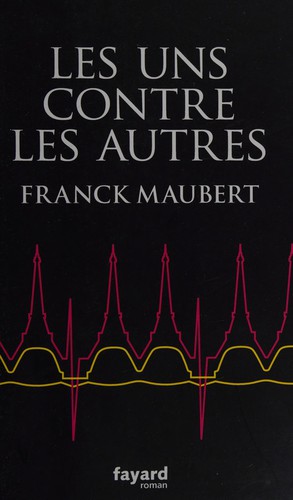 LES UNS
CONTRE
LES AUTRES
FRANCK MAUBERT
fayard
roman